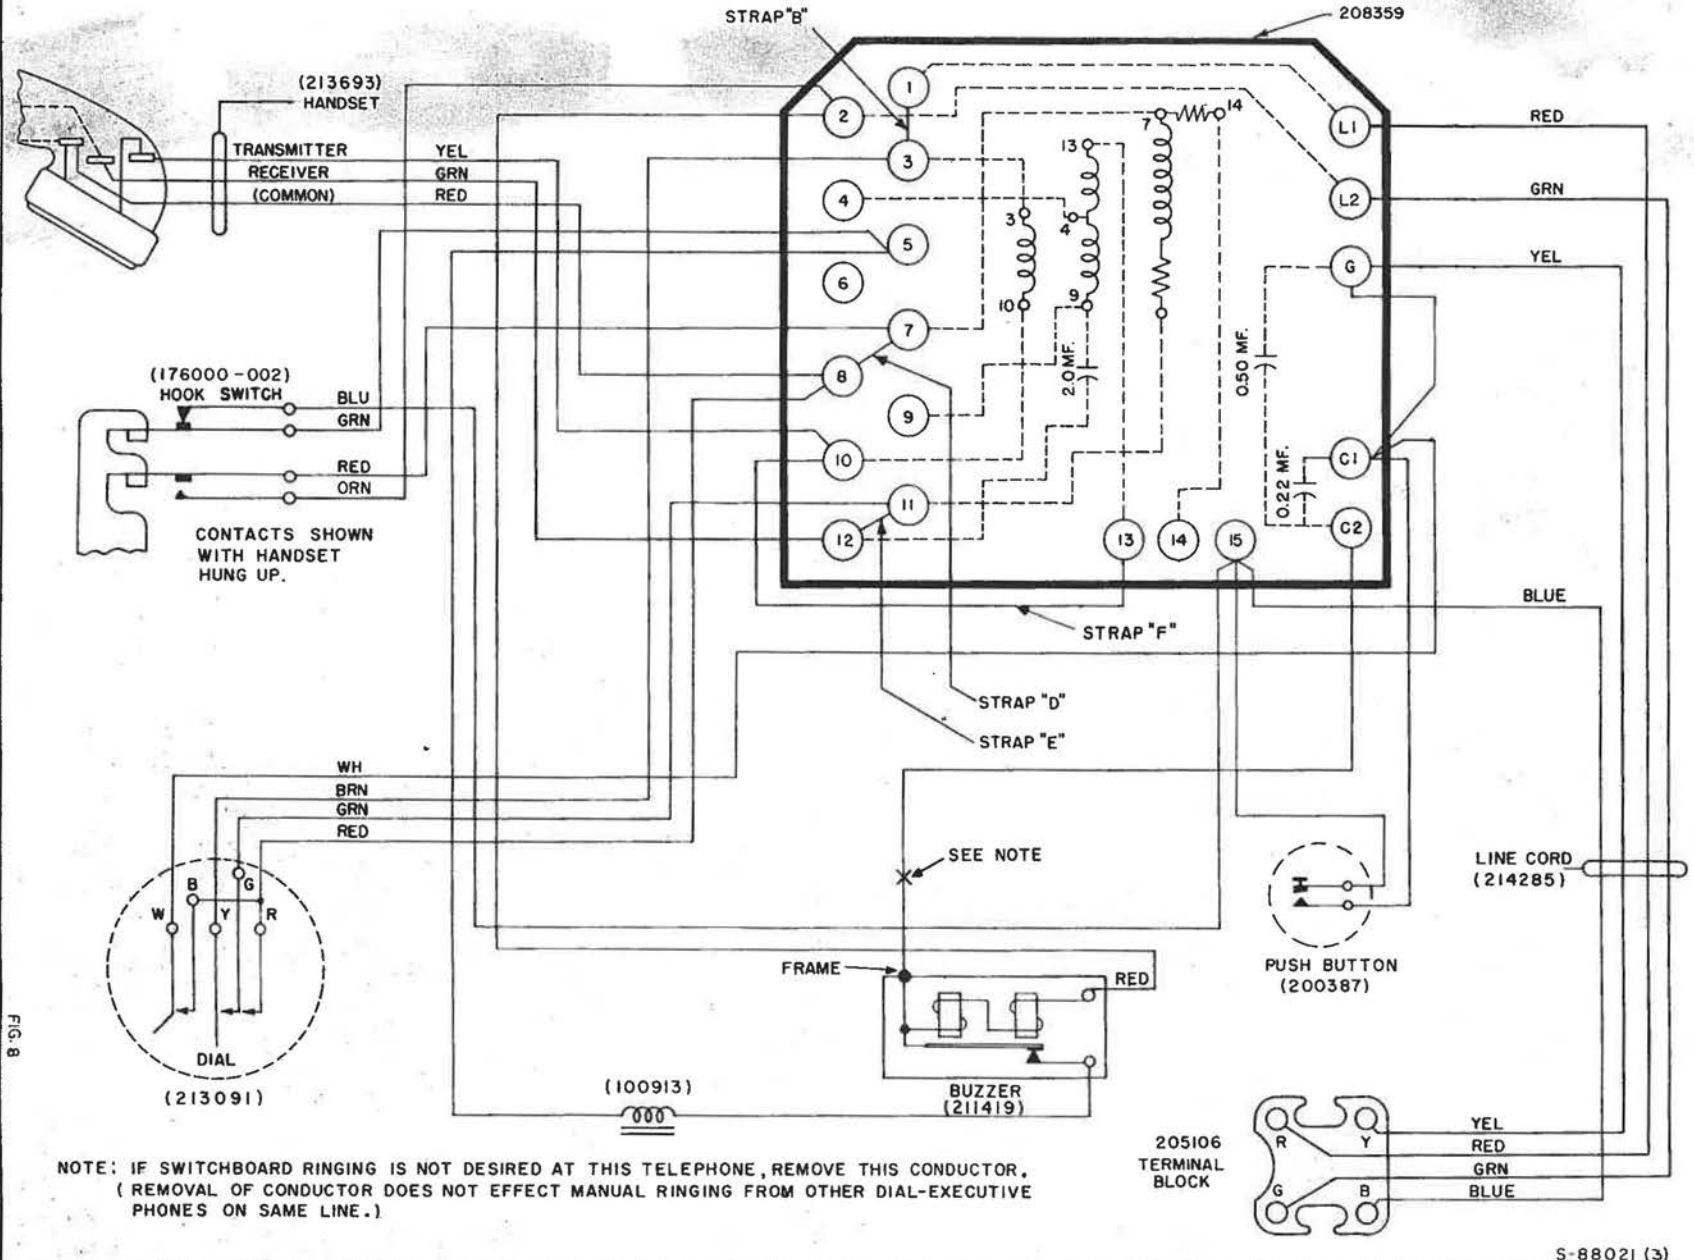 STRAP "B"
208359
(213693)
HANDSET
TRANSMITTER YEL
RECEIVER GRN
(COMMON) RED
1
2
3
4
5
6
7
8
9
10
11
12
13
14
15
L1
L2
G
C1
C2
7
14
13
3
4
10
9
2.0 MF.
0.50 MF.
0.22 MF.
RED
GRN
YEL
BLUE
(176000-002)
HOOK SWITCH
BLU
GRN
RED
ORN
CONTACTS SHOWN
WITH HANDSET
HUNG UP.
STRAP "F"
STRAP "D"
STRAP "E"
WH
BRN
GRN
RED
B
G
W
Y
R
DIAL
(213091)
SEE NOTE
FRAME
RED
BUZZER
(211419)
(100913)
PUSH BUTTON
(200387)
LINE CORD
(214285)
205106
TERMINAL
BLOCK
R
Y
G
B
YEL
RED
GRN
BLUE
FIG. 8
NOTE: IF SWITCHBOARD RINGING IS NOT DESIRED AT THIS TELEPHONE, REMOVE THIS CONDUCTOR.
(REMOVAL OF CONDUCTOR DOES NOT EFFECT MANUAL RINGING FROM OTHER DIAL-EXECUTIVE
PHONES ON SAME LINE.)
S-88021 (3)